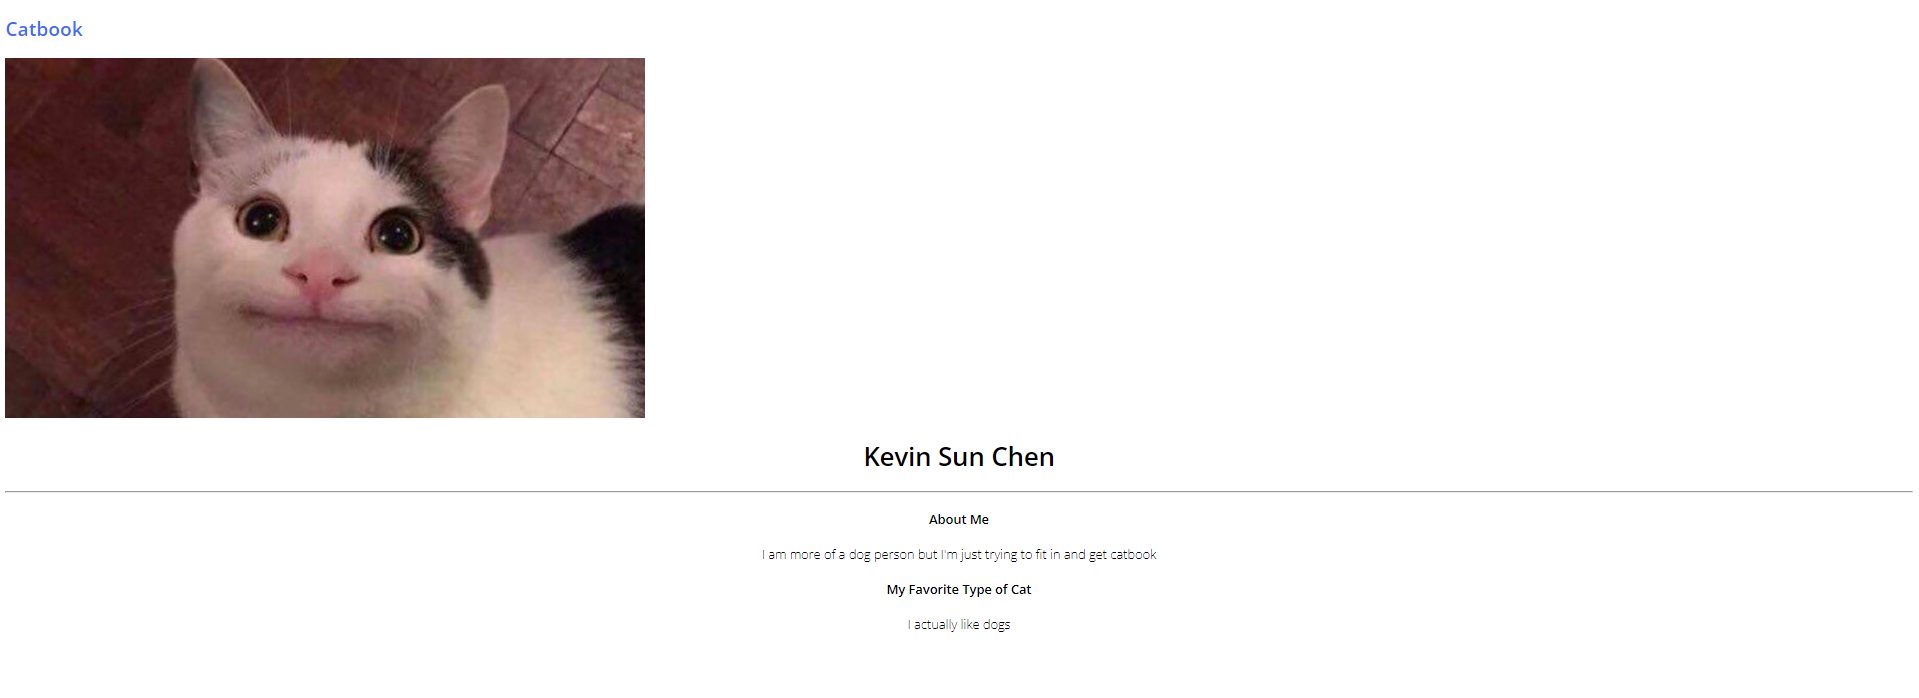 Catbook
Kevin Sun Chen
About Me
I am more of a dog person but I'm just trying to fit in and get catbook
My Favorite Type of Cat
I actually like dogs